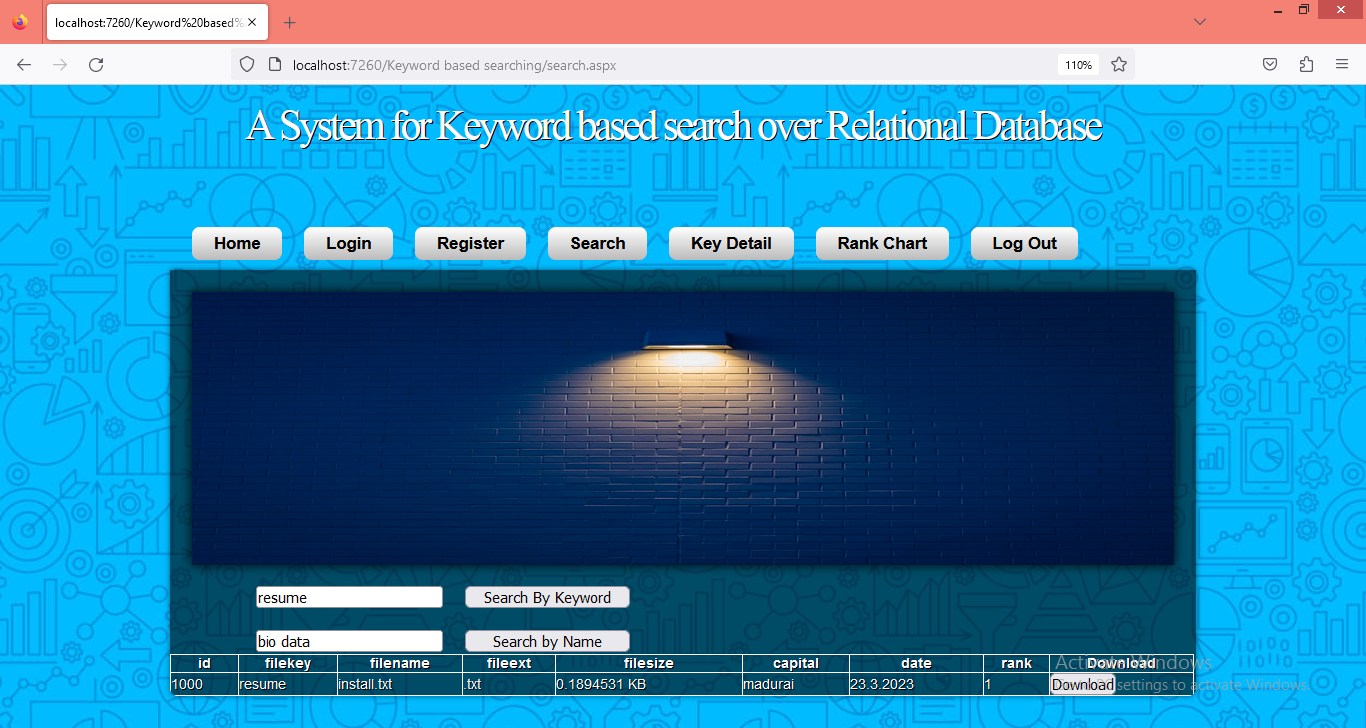 localhost:7260/Keyword%20based%
localhost:7260/Keyword based searching/search.aspx
110%
A System for Keyword based search over Relational Database
Home Login Register Search Key Detail Rank Chart Log Out
resume Search By Keyword
bio data Search by Name
id filekey filename fileext filesize capital date rank Download
Activate Windows
1000 resume install.txt .txt 0.1894531 KB madurai 23.3.2023 1 Download
settings to activate Windows.